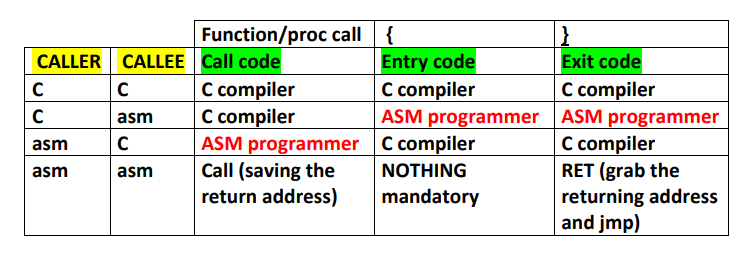 Function/proc call { }
CALLER CALLEE Call code Entry code Exit code
C C C compiler C compiler C compiler
C asm C compiler ASM programmer ASM programmer
asm C ASM programmer C compiler C compiler
asm asm Call (saving the NOTHING RET (grab the
return address) mandatory returning address
and jmp)